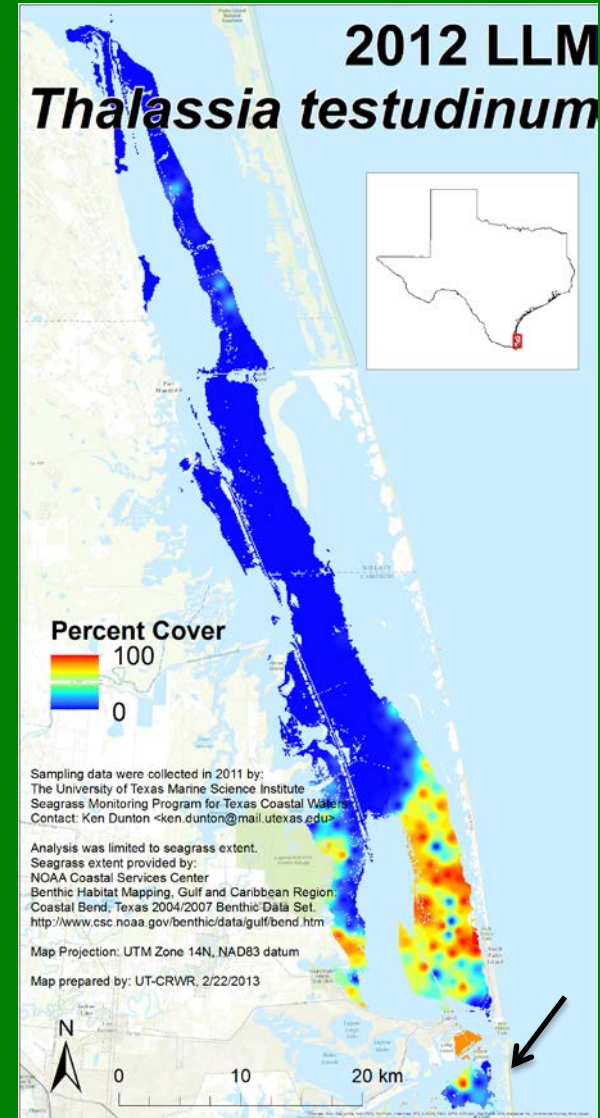 2012 LLM
Thalassia testudinum
Port
Mansfield
WILLACY
CAMERON
Percent Cover
100
0
Sampling data were collected in 2011 by:
The University of Texas Marine Science Institute
Seagrass Monitoring Program for Texas Coastal Waters
Contact: Ken Dunton <ken.dunton@mail.utexas.edu>
Analysis was limited to seagrass extent.
Seagrass extent provided by:
NOAA Coastal Services Center
Benthic Habitat Mapping, Gulf and Caribbean Region:
Coastal Bend, Texas 2004/2007 Benthic Data Set.
http://www.csc.noaa.gov/benthic/data/gulf/bend.htm
Map Projection: UTM Zone 14N, NAD83 datum
Map prepared by: UT-CRWR, 2/22/2013
N
0 10 20 km